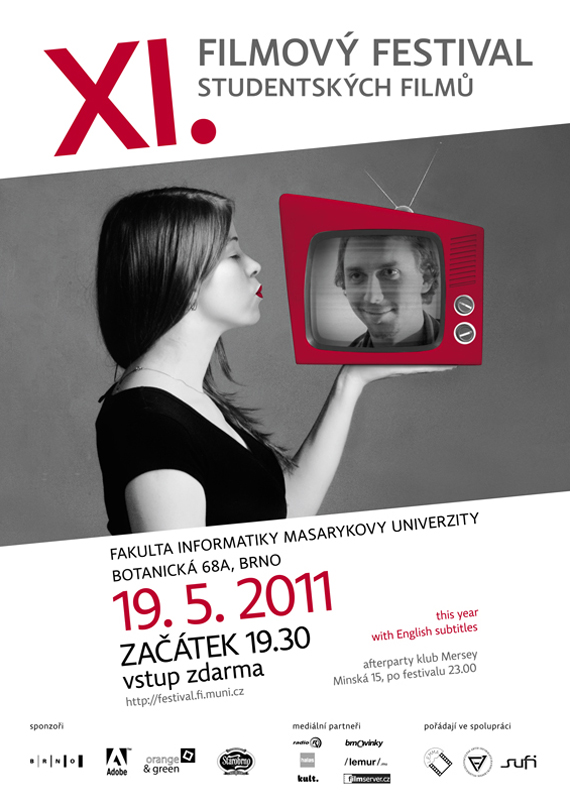 XI.
FILMOVÝ FESTIVAL
STUDENTSKÝCH FILMŮ
FAKULTA INFORMATIKY MASARYKOVY UNIVERZITY
BOTANICKÁ 68A, BRNO
19. 5. 2011
ZAČÁTEK 19.30
vstup zdarma
http://festival.fi.muni.cz
this year
with English subtitles
afterparty klub Mersey
Minská 15, po festivalu 23.00
sponzoři
BRNO
Adobe
orange
& green
Starobrno
mediální partneři
radio R
brnovinky
halas
/lemur/.mu
kult.
filmserver.cz
pořádají ve spolupráci
sufi